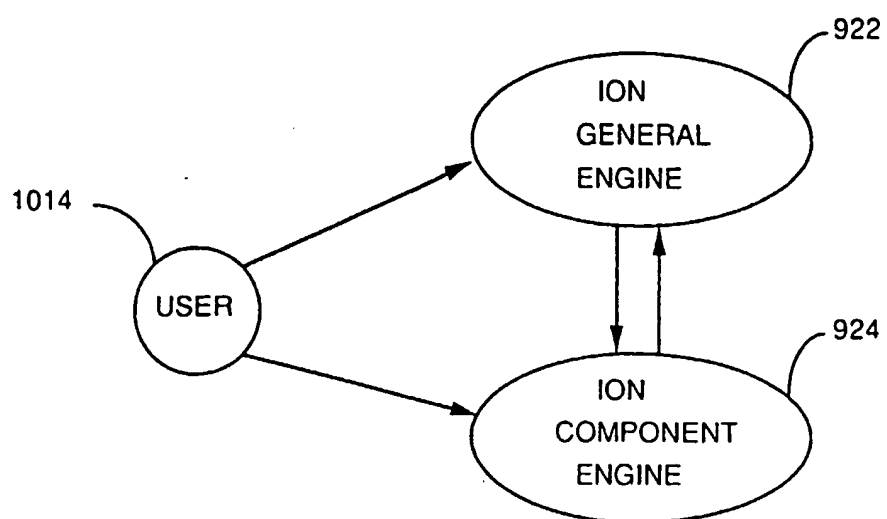 922
ION
GENERAL
ENGINE
1014
USER
924
ION
COMPONENT
ENGINE